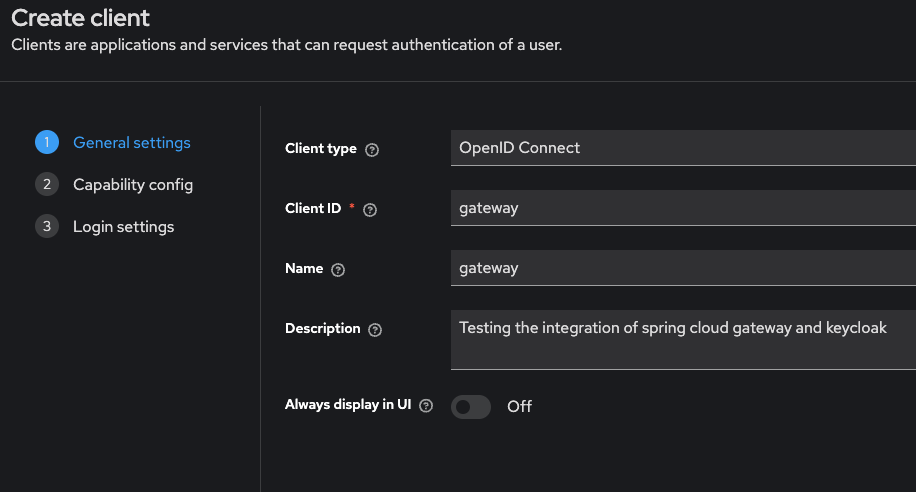 Create client
Clients are applications and services that can request authentication of a user.
1 General settings
2 Capability config
3 Login settings
Client type ?
OpenID Connect
Client ID * ?
gateway
Name ?
gateway
Description ?
Testing the integration of spring cloud gateway and keycloak
Always display in UI ?
Off